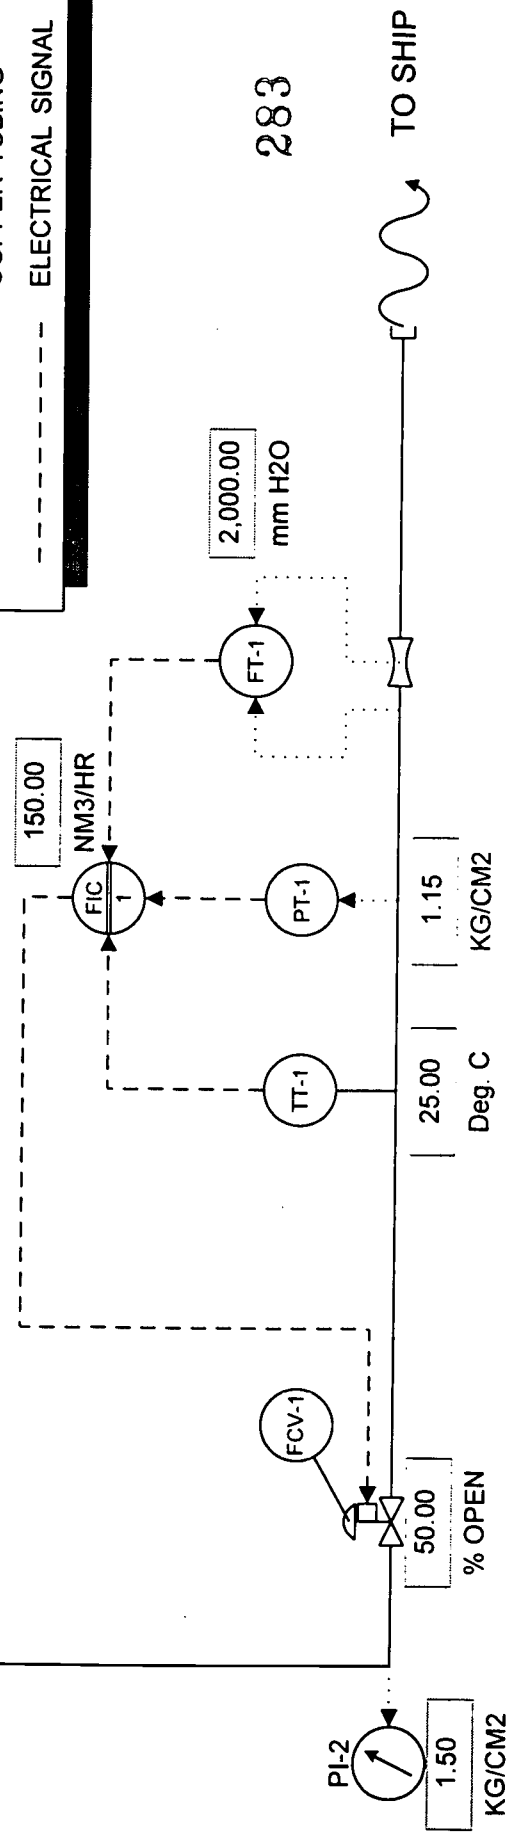 ELECTRICAL SIGNAL
283
TO SHIP
2,000.00
mm H2O
FT-1
150.00
NM3/HR
FIC
1
PT-1
1.15
KG/CM2
TT-1
25.00
Deg. C
FCV-1
50.00
% OPEN
PI-2
1.50
KG/CM2